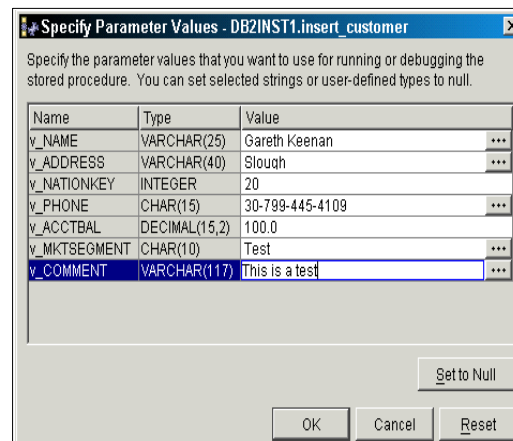 Specify Parameter Values - DB2INST1.insert_customer
Specify the parameter values that you want to use for running or debugging the
stored procedure. You can set selected strings or user-defined types to null.
Name Type Value
v_NAME VARCHAR(25) Gareth Keenan ...
v_ADDRESS VARCHAR(40) Slough ...
v_NATIONKEY INTEGER 20
v_PHONE CHAR(15) 30-799-445-4109 ...
v_ACCTBAL DECIMAL(15,2) 100.0
v_MKTSEGMENT CHAR(10) Test ...
v_COMMENT VARCHAR(117) This is a test ...
Set to Null
OK Cancel Reset